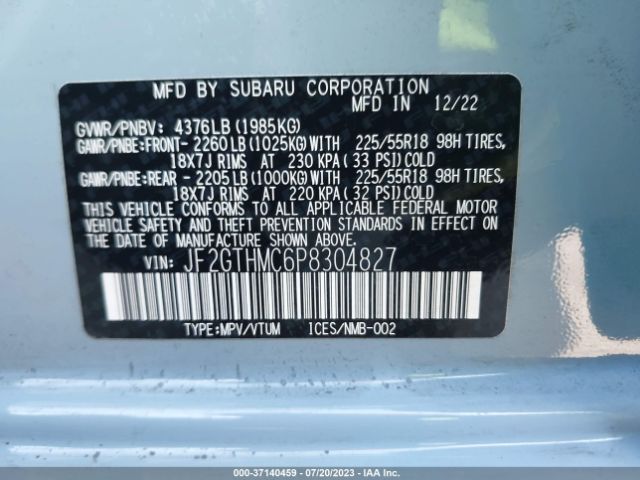 MFD BY SUBARU CORPORATION
MFD IN 12/22
GVWR/PNBV: 4376LB(1985KG)
GAWR/PNBE:FRONT- 2260LB(1025KG)WITH 225/55R18 98H TIRES,
18X7J RIMS AT 230 KPA(33 PSI)COLD
GAWR/PNBE:REAR - 2205LB(1000KG)WITH 225/55R18 98H TIRES,
18X7J RIMS AT 220 KPA(32 PSI)COLD
THIS VEHICLE CONFORMS TO ALL APPLICABLE FEDERAL MOTOR
VEHICLE SAFETY AND THEFT PREVENTION STANDARDS IN EFFECT ON
THE DATE OF MANUFACTURE SHOWN ABOVE.
VIN: JF2GTHMC6P8304827
TYPE:MPV/VTUM ICES/NMB-002
000-37140459 - 07/20/2023 - IAAI.COM